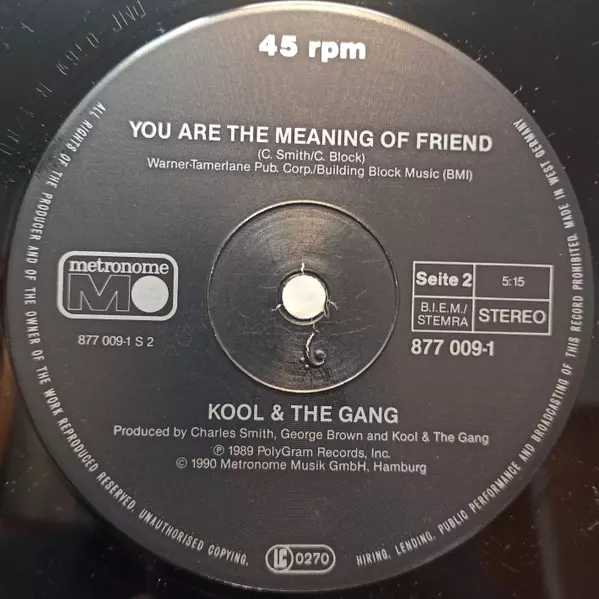 45 rpm
YOU ARE THE MEANING OF FRIEND
(C. Smith/C. Block)
Warner-Tamerlane Pub. Corp./Building Block Music (BMI)
metronome
M
877 009-1 S 2
Seite 2
5:15
B.I.E.M./
STEMRA
STEREO
877 009-1
KOOL & THE GANG
Produced by Charles Smith, George Brown and Kool & The Gang
℗ 1989 PolyGram Records, Inc.
© 1990 Metronome Musik GmbH, Hamburg
ALL RIGHTS OF THE PRODUCER AND OF THE OWNER OF THE WORK REPRODUCED RESERVED. UNAUTHORISED COPYING, LC 0270 HIRING, LENDING, PUBLIC PERFORMANCE AND BROADCASTING OF THIS RECORD PROHIBITED. MADE IN WEST GERMANY